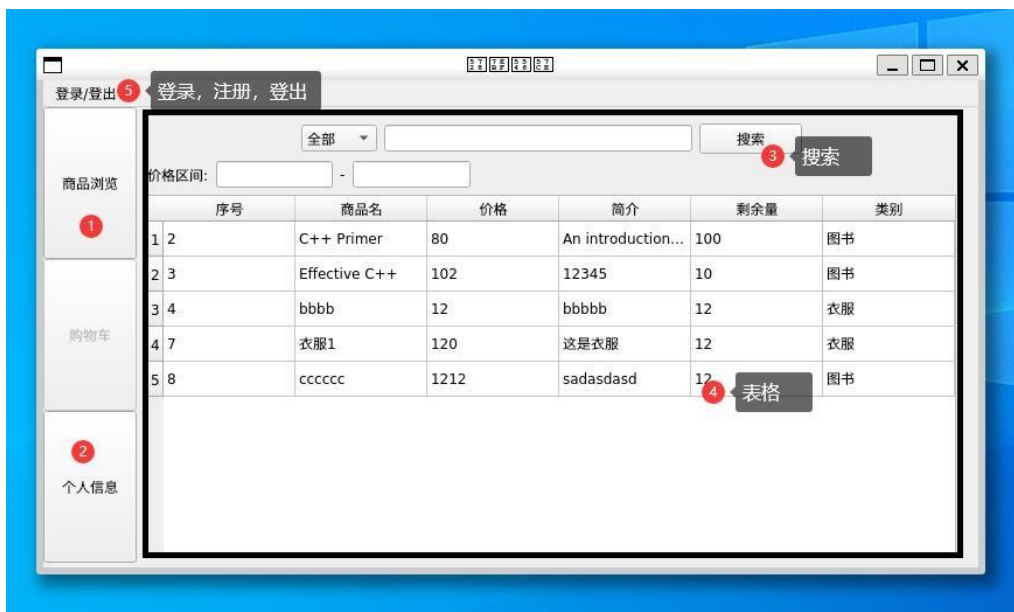 登录/登出 5 登录，注册，登出
全部 搜索
3 搜索
商品浏览
1
价格区间: -
序号 商品名 价格 简介 剩余量 类别
1 2 C++ Primer 80 An introduction... 100 图书
2 3 Effective C++ 102 12345 10 图书
3 4 bbbb 12 bbbbb 12 衣服
4 7 衣服1 120 这是衣服 12 衣服
5 8 cccccc 1212 sadasdasd 12 图书
4 表格
购物车
2
个人信息